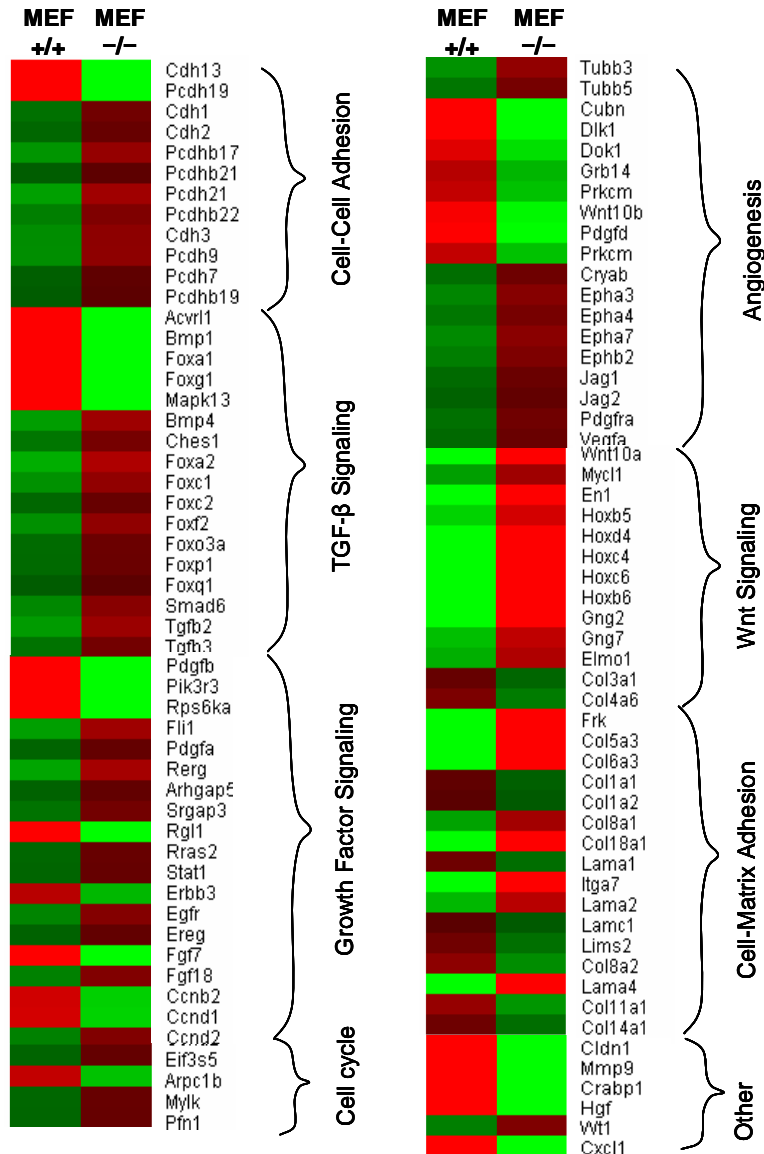 MEF MEF
+/+ −/−
Cdh13
Pcdh19
Cdh1
Cdh2
Pcdhb17
Pcdhb21
Pcdh21
Pcdhb22
Cdh3
Pcdh9
Pcdh7
Pcdhb19
Cell-Cell Adhesion
Acvrl1
Bmp1
Foxa1
Foxg1
Mapk13
Bmp4
Ches1
Foxa2
Foxc1
Foxc2
Foxf2
Foxo3a
Foxp1
Foxq1
Smad6
Tgfb2
Tgfb3
TGF-β Signaling
Pdgfb
Pik3r3
Rps6ka
Fli1
Pdgfa
Rerg
Arhgap5
Srgap3
Rgl1
Rras2
Stat1
Erbb3
Egfr
Ereg
Fgf7
Fgf18
Ccnb2
Ccnd1
Ccnd2
Growth Factor Signaling
Eif3s5
Arpc1b
Mylk
Pfn1
Cell cycle
MEF MEF
+/+ −/−
Tubb3
Tubb5
Cubn
Dlk1
Dok1
Grb14
Prkcm
Wnt10b
Pdgfd
Prkcm
Cryab
Epha3
Epha4
Epha7
Ephb2
Jag1
Jag2
Pdgfra
Vegfa
Angiogenesis
Wnt10a
Mycl1
En1
Hoxb5
Hoxd4
Hoxc4
Hoxc6
Hoxb6
Gng2
Gng7
Elmo1
Col3a1
Col4a6
Wnt Signaling
Frk
Col5a3
Col6a3
Col1a1
Col1a2
Col8a1
Col18a1
Lama1
Itga7
Lama2
Lamc1
Lims2
Col8a2
Lama4
Col11a1
Col14a1
Cell-Matrix Adhesion
Cldn1
Mmp9
Crabp1
Hgf
Wt1
Cxcl1
Other